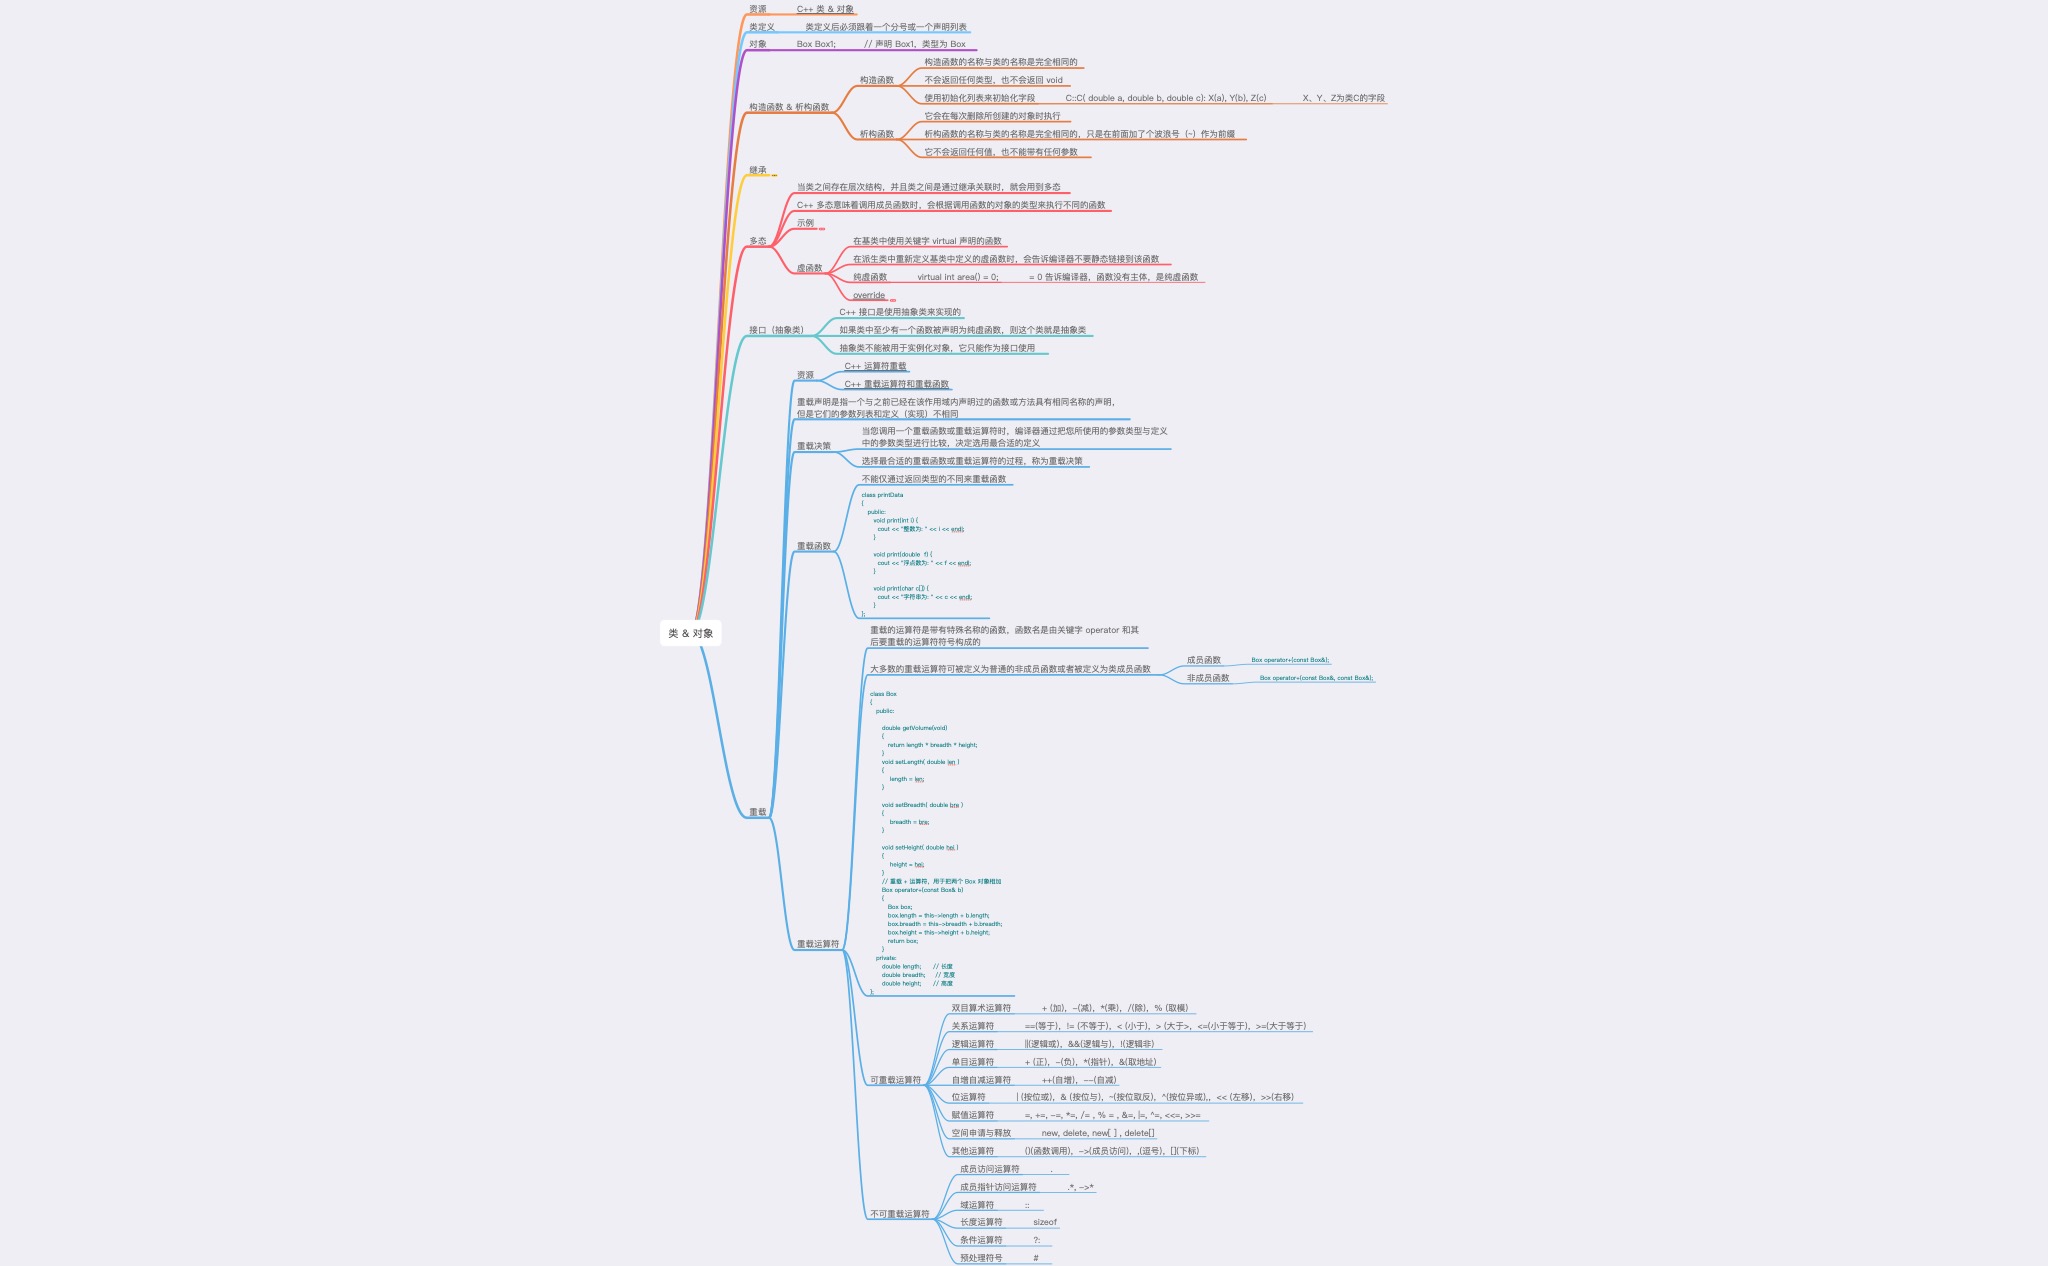 类 & 对象
资源
C++ 类 & 对象
类定义
类定义后必须跟着一个分号或一个声明列表
对象
Box Box1;          // 声明 Box1，类型为 Box
构造函数 & 析构函数
构造函数
构造函数的名称与类的名称是完全相同的
不会返回任何类型，也不会返回 void
使用初始化列表来初始化字段
C::C( double a, double b, double c): X(a), Y(b), Z(c)
X、Y、Z为类C的字段
析构函数
它会在每次删除所创建的对象时执行
析构函数的名称与类的名称是完全相同的，只是在前面加了个波浪号（~）作为前缀
它不会返回任何值，也不能带有任何参数
继承
多态
当类之间存在层次结构，并且类之间是通过继承关联时，就会用到多态
C++ 多态意味着调用成员函数时，会根据调用函数的对象的类型来执行不同的函数
示例
虚函数
在基类中使用关键字 virtual 声明的函数
在派生类中重新定义基类中定义的虚函数时，会告诉编译器不要静态链接到该函数
纯虚函数
virtual int area() = 0;
= 0 告诉编译器，函数没有主体，是纯虚函数
override
接口（抽象类）
C++ 接口是使用抽象类来实现的
如果类中至少有一个函数被声明为纯虚函数，则这个类就是抽象类
抽象类不能被用于实例化对象，它只能作为接口使用
重载
资源
C++ 运算符重载
C++ 重载运算符和重载函数
重载声明是指一个与之前已经在该作用域内声明过的函数或方法具有相同名称的声明，
但是它们的参数列表和定义（实现）不相同
重载决策
当您调用一个重载函数或重载运算符时，编译器通过把您所使用的参数类型与定义
中的参数类型进行比较，决定选用最合适的定义
选择最合适的重载函数或重载运算符的过程，称为重载决策
重载函数
不能仅通过返回类型的不同来重载函数
class printData
{
public:
void print(int i) {
cout << "整数为: " << i << endl;
}
void print(double  f) {
cout << "浮点数为: " << f << endl;
}
void print(char c[]) {
cout << "字符串为: " << c << endl;
}
};
重载运算符
重载的运算符是带有特殊名称的函数，函数名是由关键字 operator 和其
后要重载的运算符符号构成的
大多数的重载运算符可被定义为普通的非成员函数或者被定义为类成员函数
成员函数
Box operator+(const Box&);
非成员函数
Box operator+(const Box&, const Box&);
class Box
{
public:
double getVolume(void)
{
return length * breadth * height;
}
void setLength( double len )
{
length = len;
}
void setBreadth( double bre )
{
breadth = bre;
}
void setHeight( double hei )
{
height = hei;
}
// 重载 + 运算符，用于把两个 Box 对象相加
Box operator+(const Box& b)
{
Box box;
box.length = this->length + b.length;
box.breadth = this->breadth + b.breadth;
box.height = this->height + b.height;
return box;
}
private:
double length;      // 长度
double breadth;     // 宽度
double height;      // 高度
};
可重载运算符
双目算术运算符
+ (加)，-(减)，*(乘)，/(除)，% (取模)
关系运算符
==(等于)，!= (不等于)，< (小于)，> (大于>，<=(小于等于)，>=(大于等于)
逻辑运算符
||(逻辑或)，&&(逻辑与)，!(逻辑非)
单目运算符
+ (正)，-(负)，*(指针)，&(取地址)
自增自减运算符
++(自增)，--(自减)
位运算符
| (按位或)，& (按位与)，~(按位取反)，^(按位异或),，<< (左移)，>>(右移)
赋值运算符
=, +=, -=, *=, /= , % = , &=, |=, ^=, <<=, >>=
空间申请与释放
new, delete, new[ ] , delete[]
其他运算符
()(函数调用)，->(成员访问)，,(逗号)，[](下标)
不可重载运算符
成员访问运算符
.
成员指针访问运算符
.*, ->*
域运算符
::
长度运算符
sizeof
条件运算符
?:
预处理符号
#